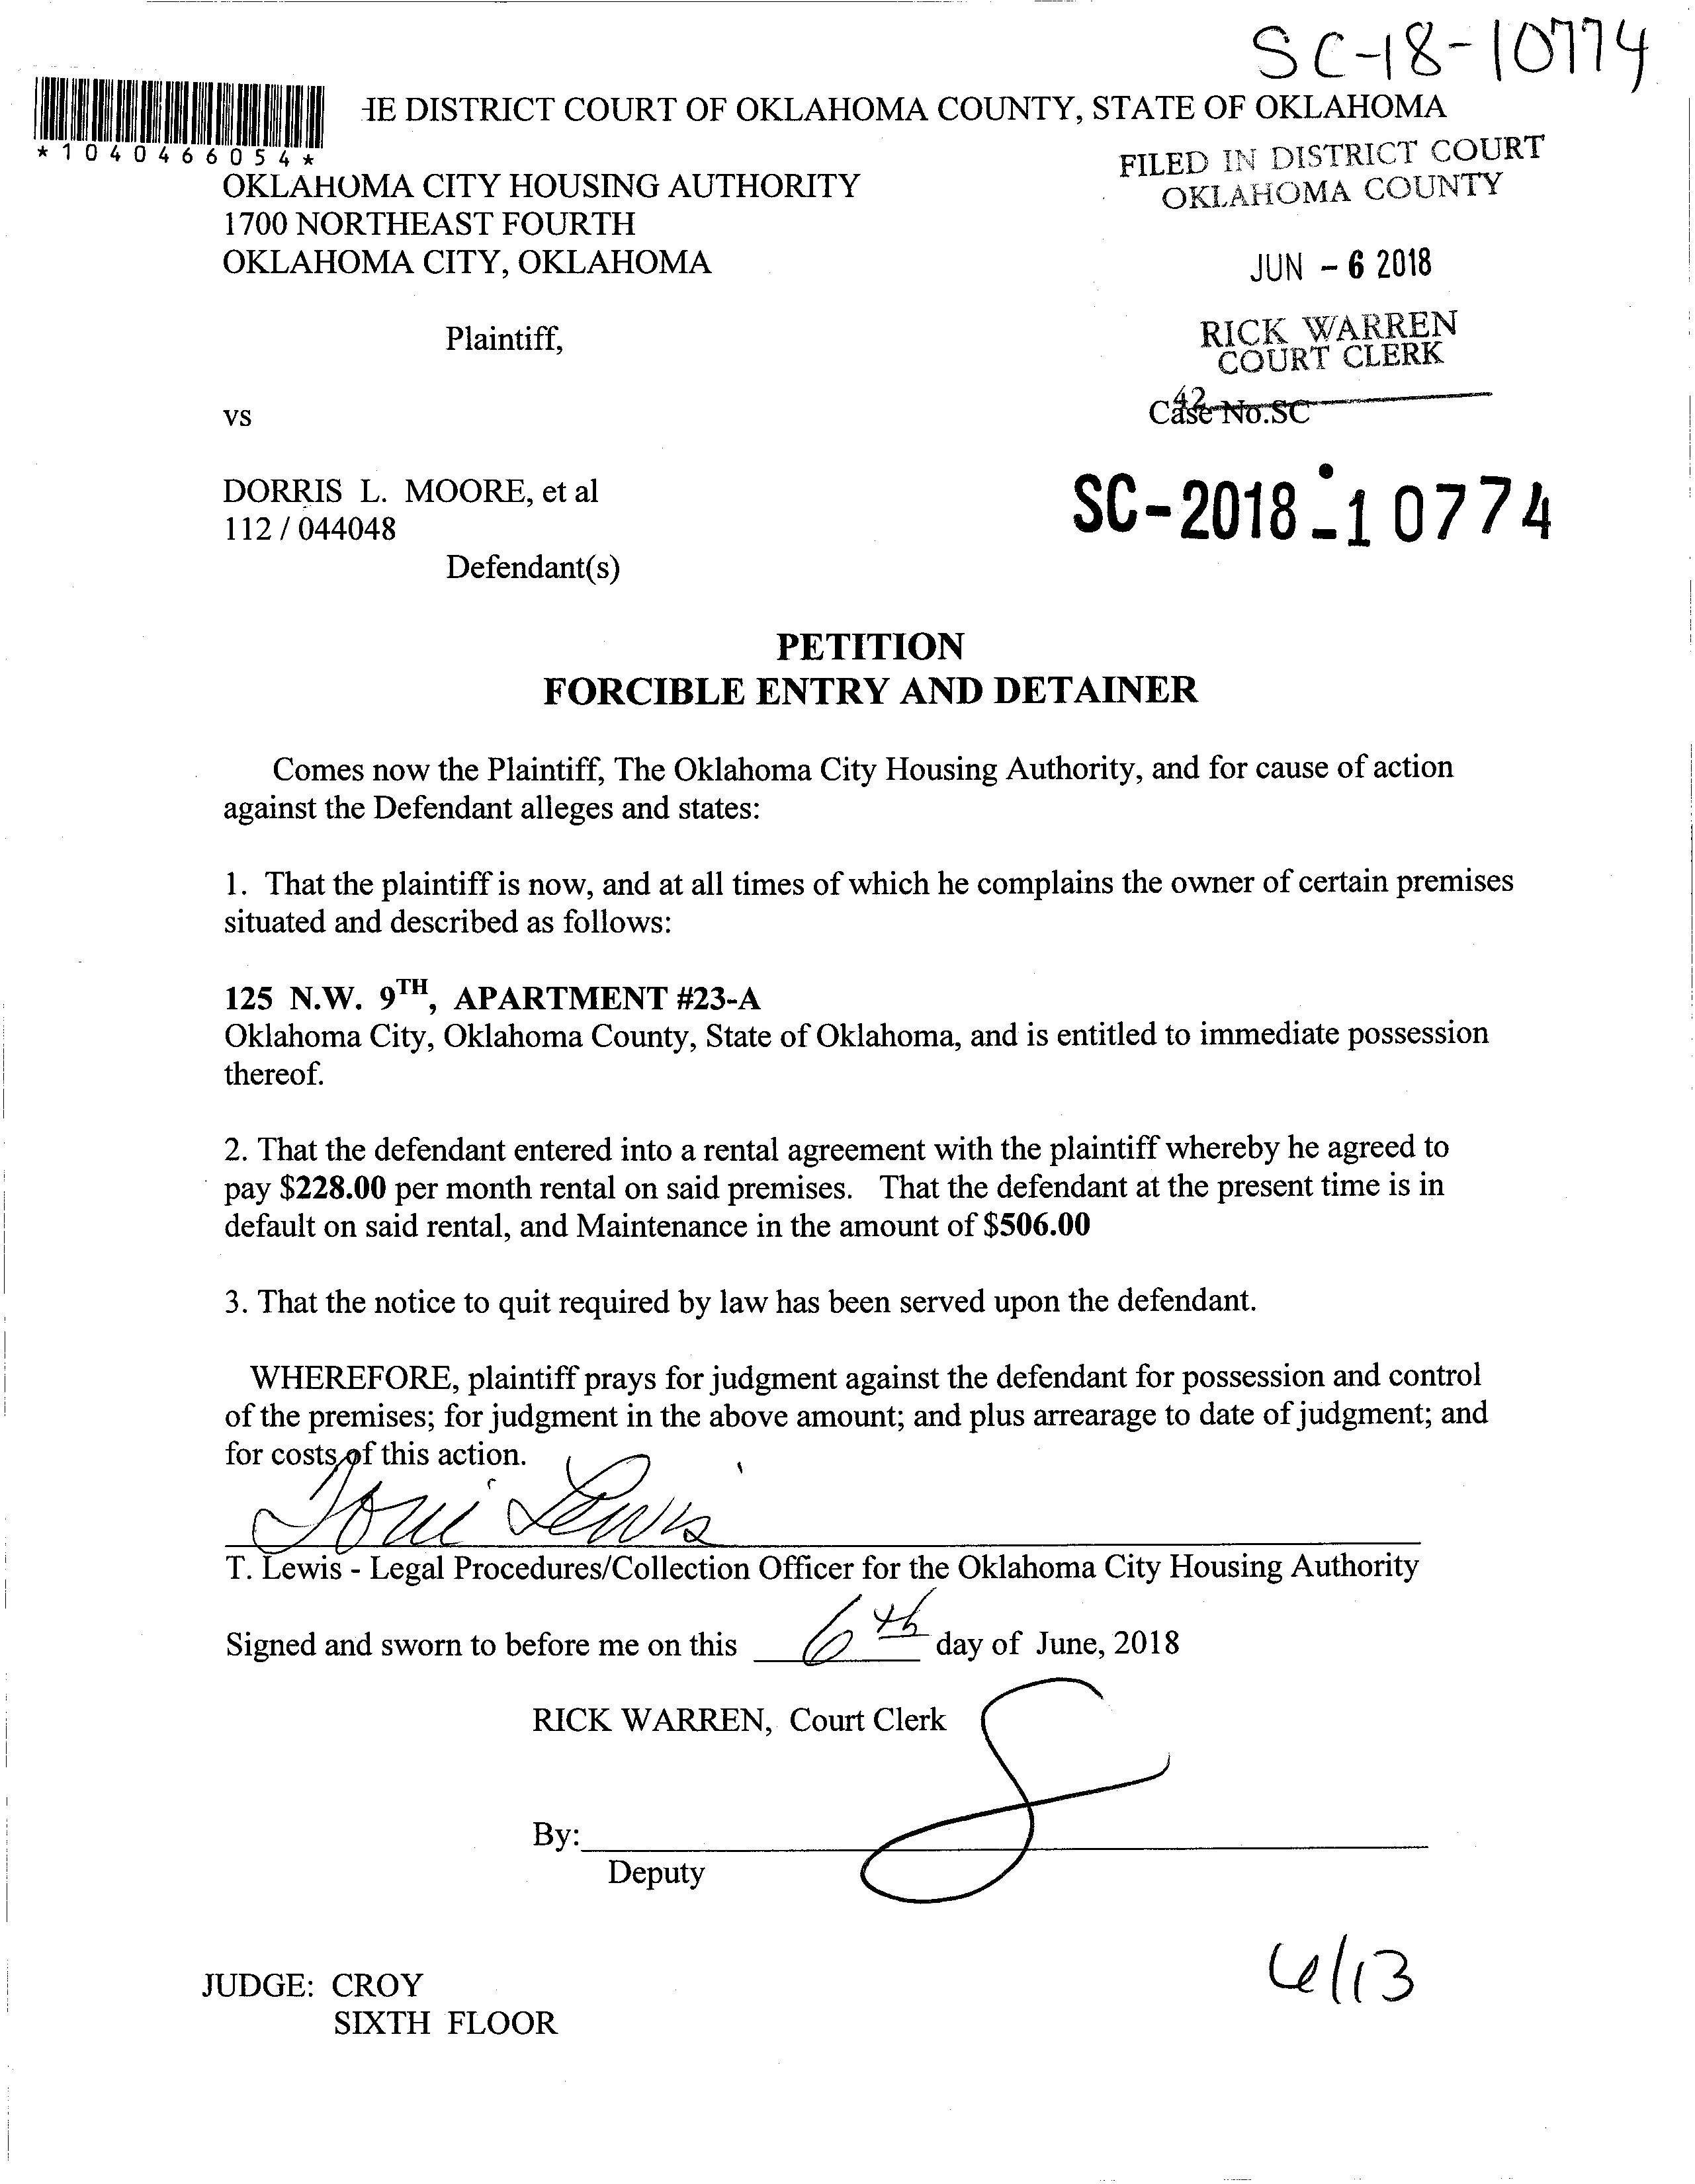 SC-18-10774
HE DISTRICT COURT OF OKLAHOMA COUNTY, STATE OF OKLAHOMA
*1040466054*
FILED IN DISTRICT COURT
OKLAHOMA COUNTY
OKLAHOMA CITY HOUSING AUTHORITY
1700 NORTHEAST FOURTH
OKLAHOMA CITY, OKLAHOMA
JUN - 6 2018
RICK WARREN
COURT CLERK
Plaintiff,
42
Case No.SC
vs
DORRIS L. MOORE, et al
112 / 044048
SC-2018-10774
Defendant(s)
PETITION
FORCIBLE ENTRY AND DETAINER
Comes now the Plaintiff, The Oklahoma City Housing Authority, and for cause of action
against the Defendant alleges and states:
1. That the plaintiff is now, and at all times of which he complains the owner of certain premises
situated and described as follows:
125 N.W. 9TH, APARTMENT #23-A
Oklahoma City, Oklahoma County, State of Oklahoma, and is entitled to immediate possession
thereof.
2. That the defendant entered into a rental agreement with the plaintiff whereby he agreed to
pay $228.00 per month rental on said premises. That the defendant at the present time is in
default on said rental, and Maintenance in the amount of $506.00
3. That the notice to quit required by law has been served upon the defendant.
WHEREFORE, plaintiff prays for judgment against the defendant for possession and control
of the premises; for judgment in the above amount; and plus arrearage to date of judgment; and
for costs of this action.
Toni Lewis
T. Lewis - Legal Procedures/Collection Officer for the Oklahoma City Housing Authority
Signed and sworn to before me on this 6th day of June, 2018
RICK WARREN, Court Clerk
By:
Deputy
6/13
JUDGE: CROY
SIXTH FLOOR